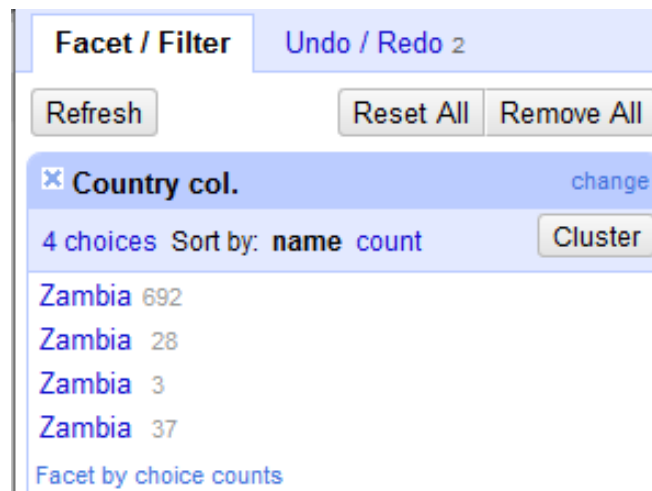 Facet / Filter Undo / Redo 2
Refresh Reset All Remove All
Country col. change
4 choices Sort by: name count Cluster
Zambia 692
Zambia 28
Zambia 3
Zambia 37
Facet by choice counts